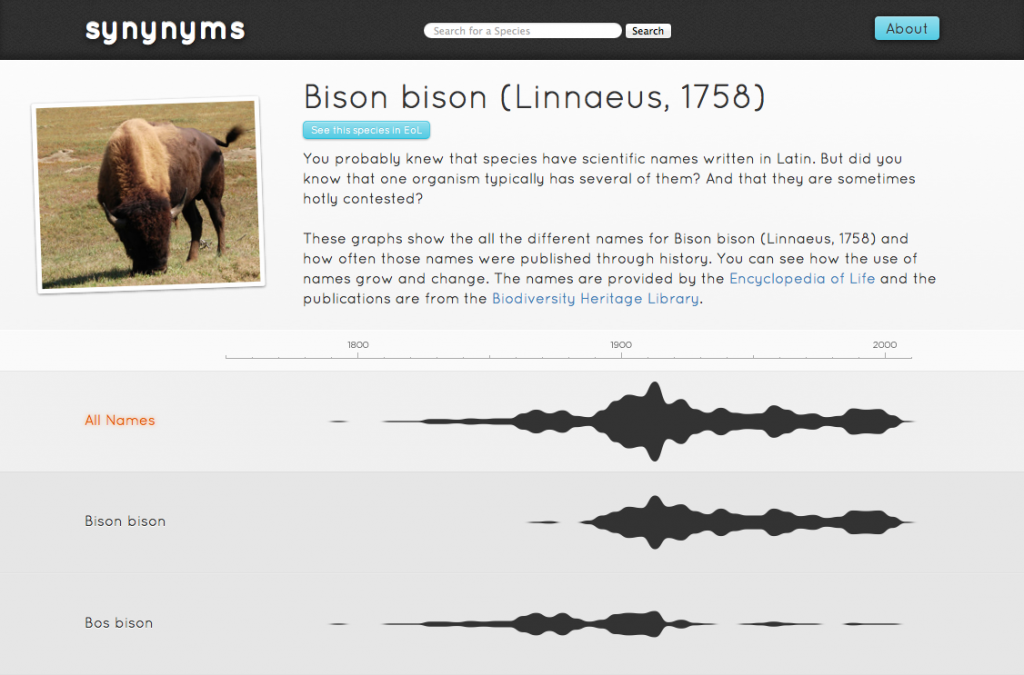 synynyms
Search for a Species
Search
About
Bison bison (Linnaeus, 1758)
See this species in EoL
You probably knew that species have scientific names written in Latin. But did you
know that one organism typically has several of them? And that they are sometimes
hotly contested?
These graphs show the all the different names for Bison bison (Linnaeus, 1758) and
how often those names were published through history. You can see how the use of
names grow and change. The names are provided by the Encyclopedia of Life and the
publications are from the Biodiversity Heritage Library.
1800 1900 2000
All Names
Bison bison
Bos bison